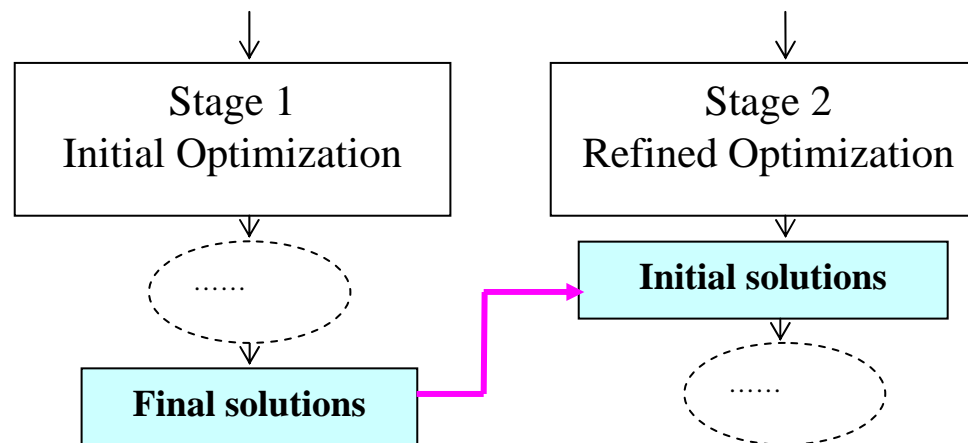 Stage 1
Initial Optimization
……
Final solutions
Stage 2
Refined Optimization
Initial solutions
……